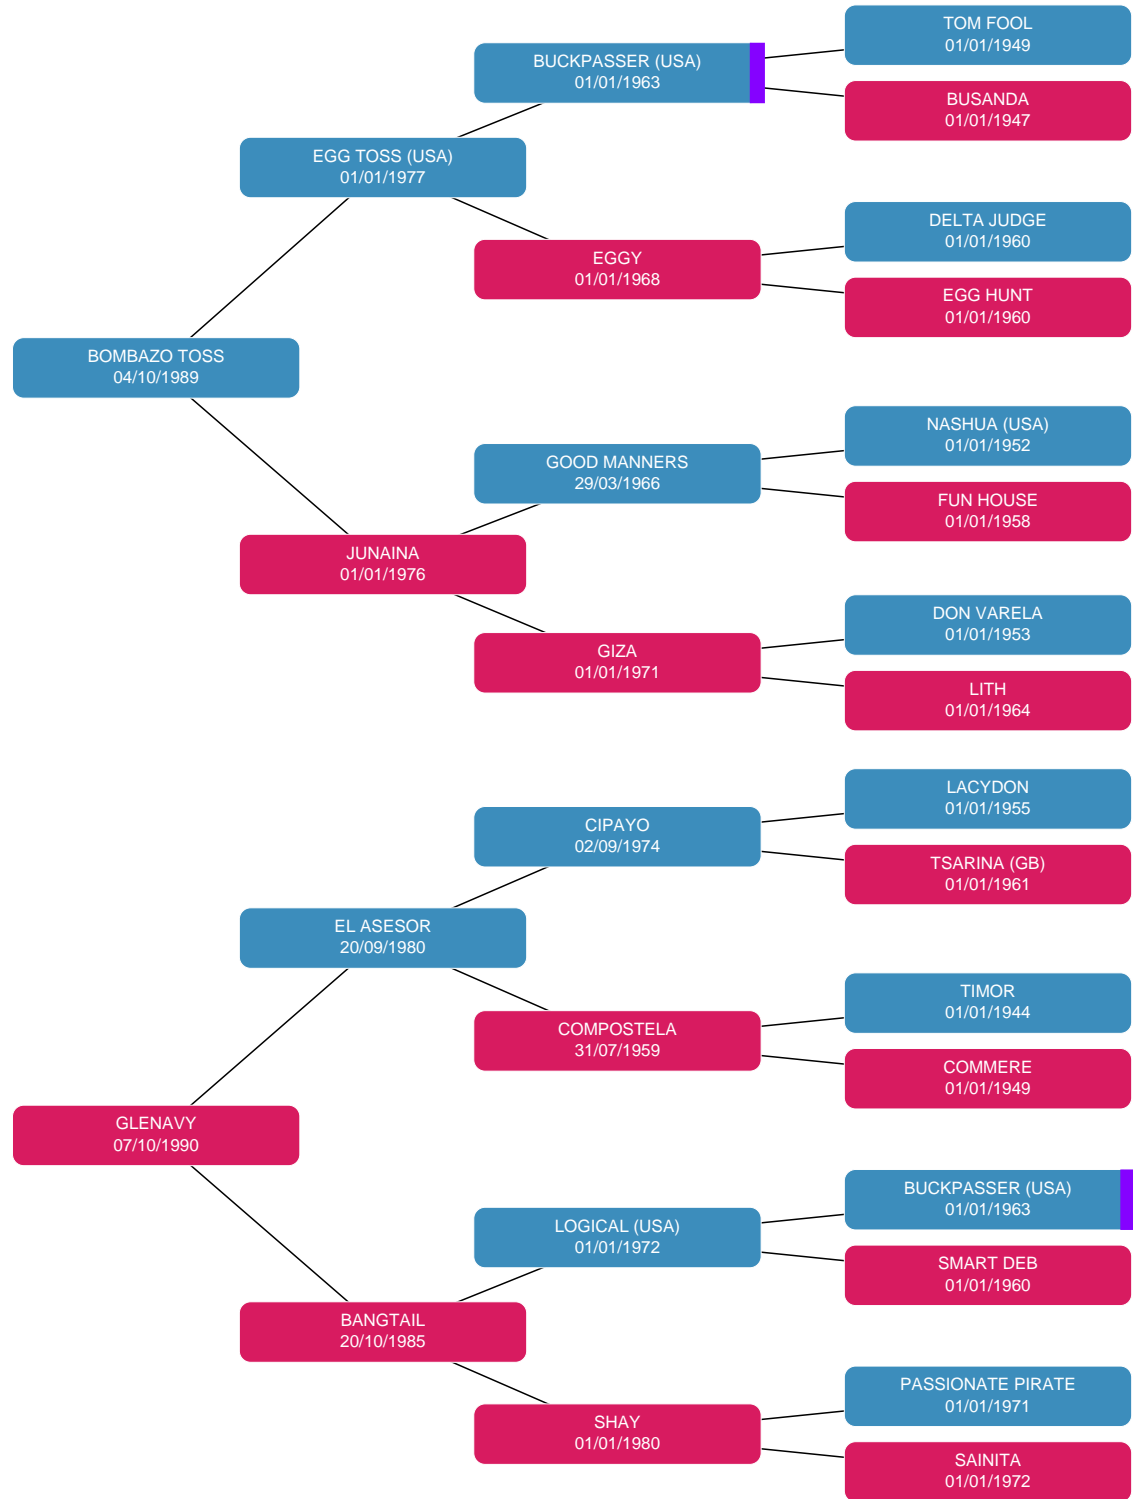 TOM FOOL
01/01/1949
BUCKPASSER (USA)
01/01/1963
BUSANDA
01/01/1947
EGG TOSS (USA)
01/01/1977
DELTA JUDGE
01/01/1960
EGGY
01/01/1968
EGG HUNT
01/01/1960
BOMBAZO TOSS
04/10/1989
NASHUA (USA)
01/01/1952
GOOD MANNERS
29/03/1966
FUN HOUSE
01/01/1958
JUNAINA
01/01/1976
DON VARELA
01/01/1953
GIZA
01/01/1971
LITH
01/01/1964
LACYDON
01/01/1955
CIPAYO
02/09/1974
TSARINA (GB)
01/01/1961
EL ASESOR
20/09/1980
TIMOR
01/01/1944
COMPOSTELA
31/07/1959
COMMERE
01/01/1949
GLENAVY
07/10/1990
BUCKPASSER (USA)
01/01/1963
LOGICAL (USA)
01/01/1972
SMART DEB
01/01/1960
BANGTAIL
20/10/1985
PASSIONATE PIRATE
01/01/1971
SHAY
01/01/1980
SAINITA
01/01/1972